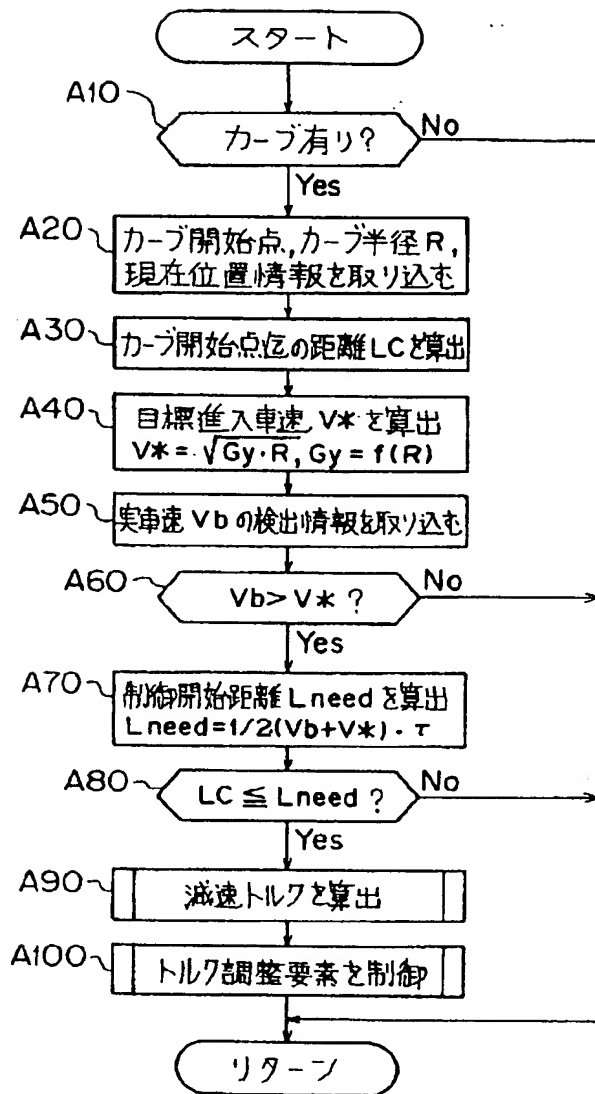 スタート
A10
カーブ有り?
No
Yes
A20
カーブ開始点,カーブ半径R,
現在位置情報を取り込む
A30
カーブ開始点迄の距離LCを算出
A40
目標進入車速 V* を算出
V* = √Gy・R, Gy = f(R)
A50
実車速Vbの検出情報を取り込む
A60
Vb > V* ?
No
Yes
A70
制御開始距離Lneedを算出
Lneed=1/2(Vb+V*)・τ
A80
LC ≦ Lneed ?
No
Yes
A90
減速トルクを算出
A100
トルク調整要素を制御
リターン